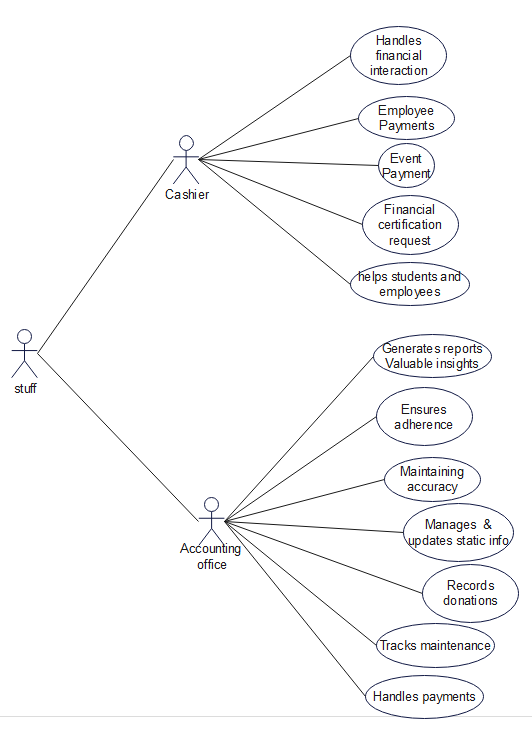 Handles
financial
interaction
Employee
Payments
Event
Payment
Cashier
Financial
certification
request
helps students and
employees
stuff
Generates reports
Valuable insights
Ensures
adherence
Maintaining
accuracy
Manages &
updates static info
Accounting
office
Records
donations
Tracks maintenance
Handles payments